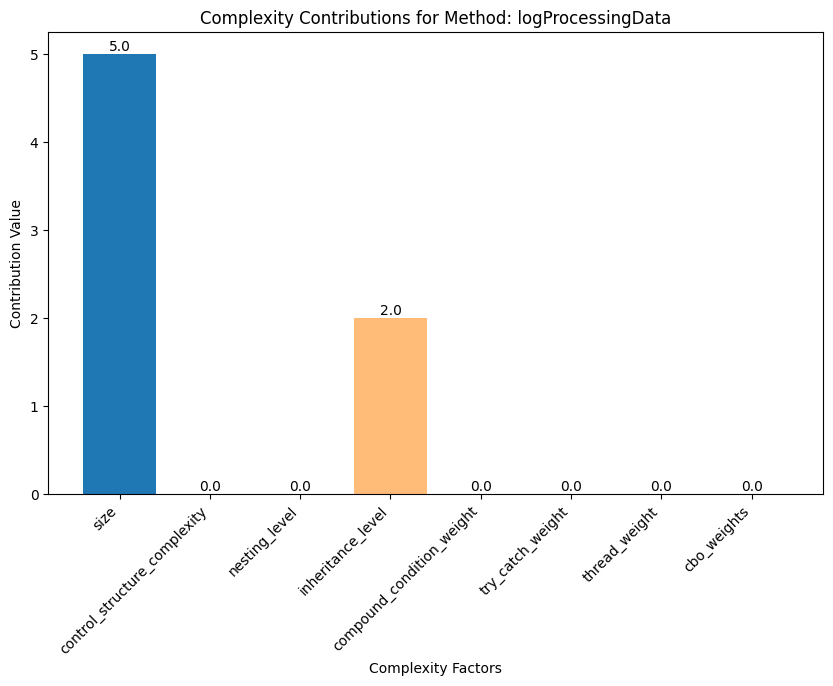 Complexity Contributions for Method: logProcessingData
Contribution Value
5
4
3
2
1
0
5.0
0.0
0.0
2.0
0.0
0.0
0.0
0.0
size
control_structure_complexity
nesting_level
inheritance_level
compound_condition_weight
try_catch_weight
thread_weight
cbo_weights
Complexity Factors